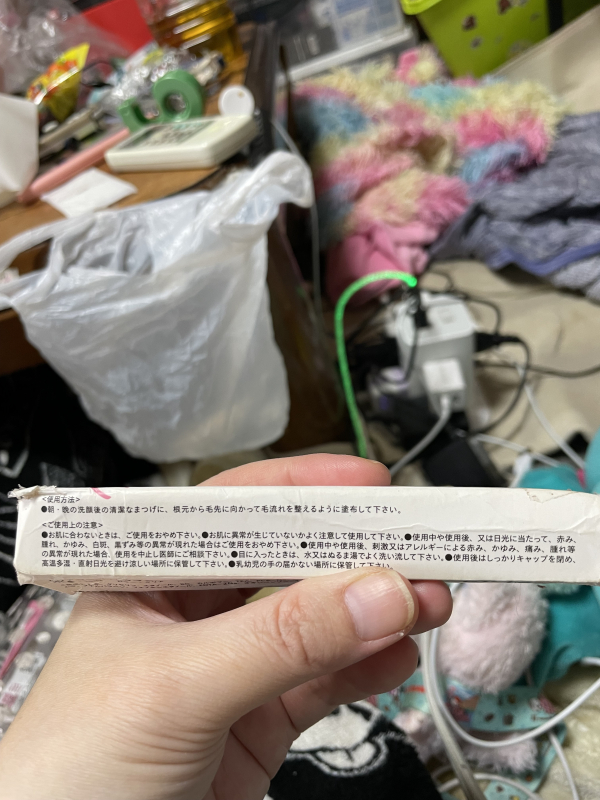 <使用方法>
●朝・晩の洗顔後の清潔なまつげに、根元から毛先に向かって毛流れを整えるように塗布して下さい。
<ご使用上の注意>
●お肌に合わないときは、ご使用をおやめ下さい。●お肌に異常が生じていないかよく注意して使用して下さい。●使用中や使用後、又は日光に当たって、赤み、
腫れ、かゆみ、白斑、黒ずみ等の異常が現れた場合はご使用をおやめ下さい。●使用中や使用後、刺激又はアレルギーによる赤み、かゆみ、痛み、腫れ等
の異常が現れた場合、使用を中止し医師にご相談下さい。●目に入ったときは、水又はぬるま湯でよく洗い流して下さい。●使用後はしっかりキャップを閉め、
高温多湿・直射日光を避け涼しい場所に保管して下さい。●乳幼児の手の届かない場所に保管して下さい。